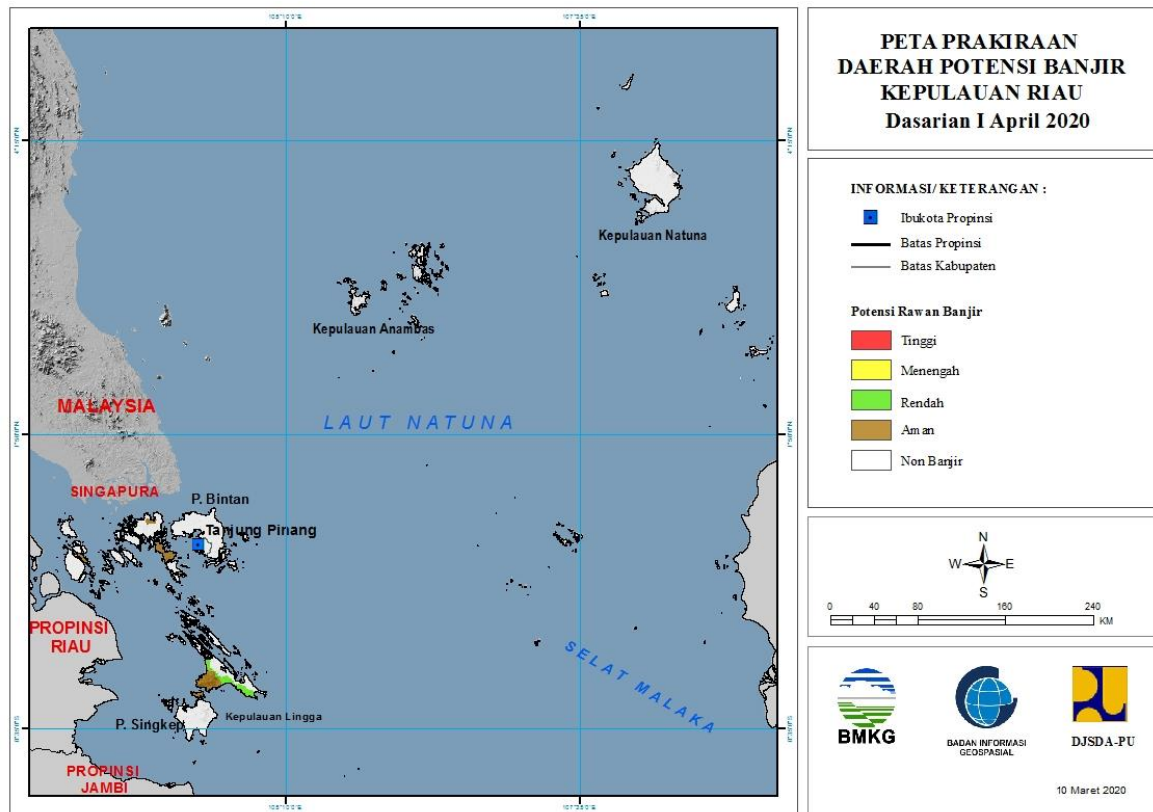 PETA PRAKIRAAN
DAERAH POTENSI BANJIR
KEPULAUAN RIAU
Dasarian I April 2020
INFORMASI/ KETERANGAN :
Ibukota Propinsi
Batas Propinsi
Batas Kabupaten
Potensi Rawan Banjir
Tinggi
Menengah
Rendah
Aman
Non Banjir
N
W E
S
0 40 80 160 240
KM
BMKG
BADAN INFORMASI
GEOSPASIAL
DJSDA-PU
10 Maret 2020
Kepulauan Natuna
Kepulauan Anambas
MALAYSIA
LAUT NATUNA
SINGAPURA
P. Bintan
Tanjung Pinang
PROPINSI
RIAU
SELAT MALAKA
P. Singkep
Kepulauan Lingga
PROPINSI
JAMBI